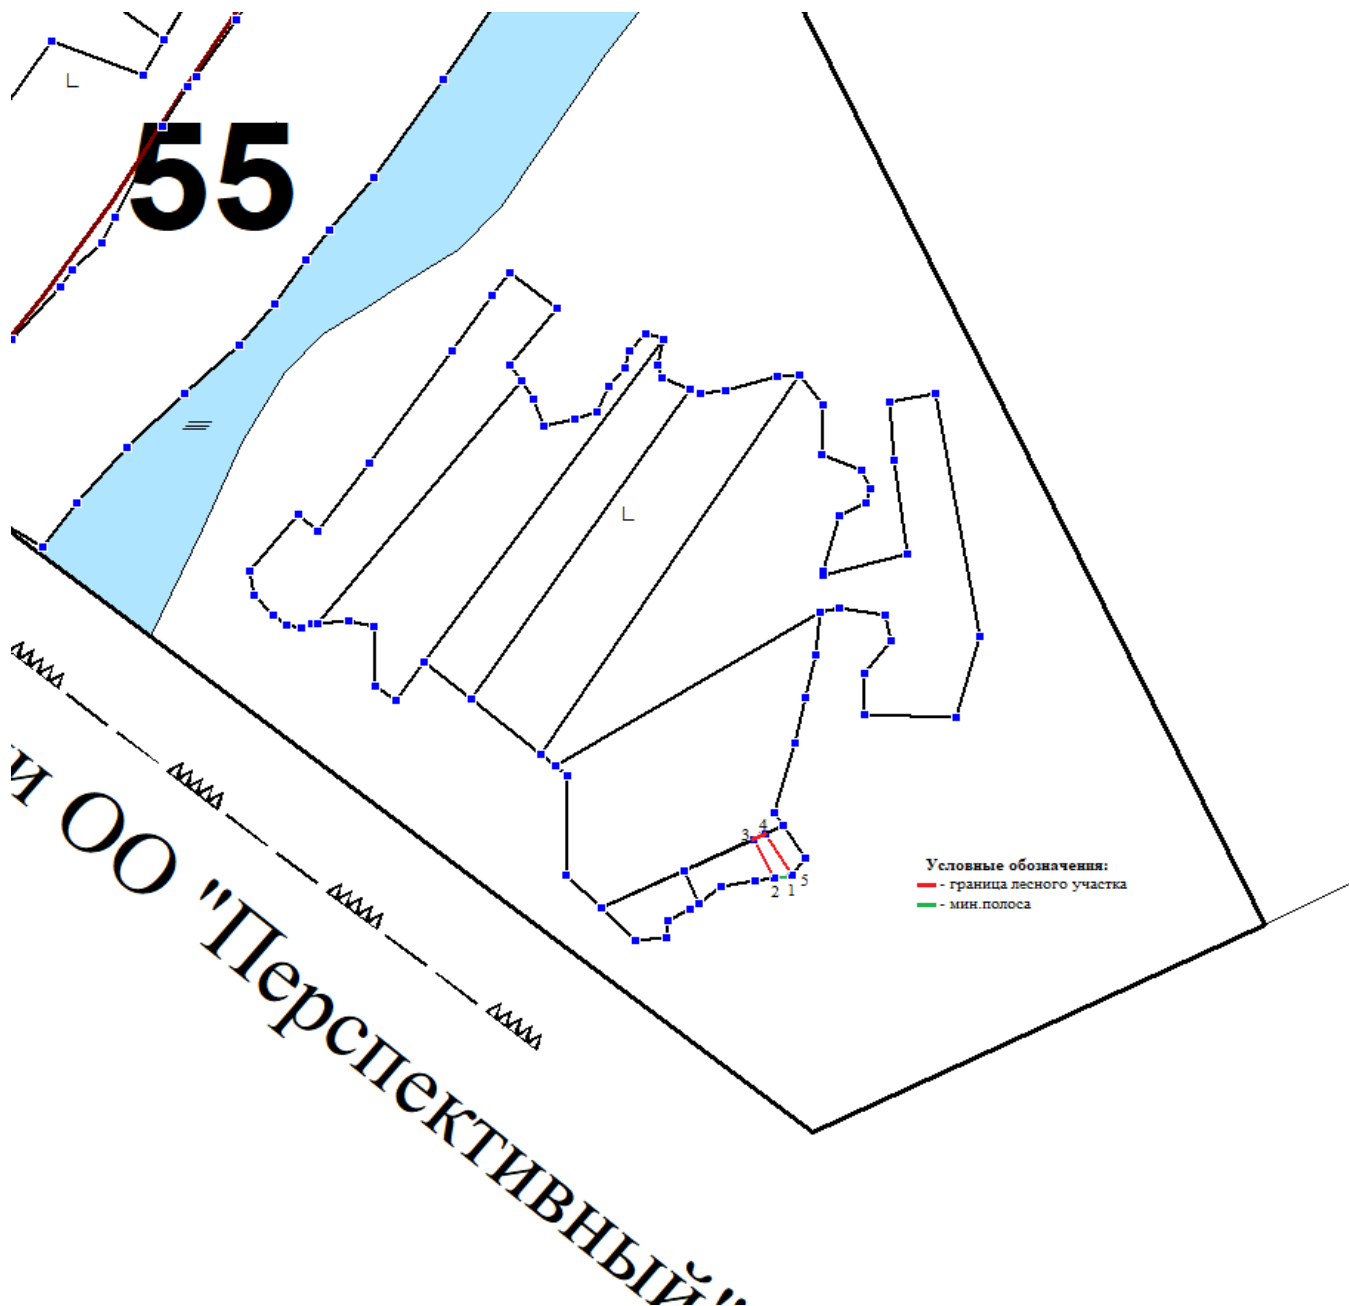 55
и ОО "Перспективный"
3
4
2
1
5
Условные обозначения:
- граница лесного участка
- мин.полоса